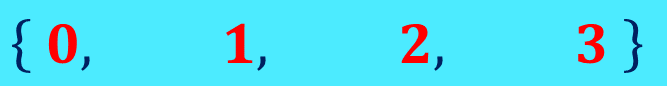 { 0, 1, 2, 3 }